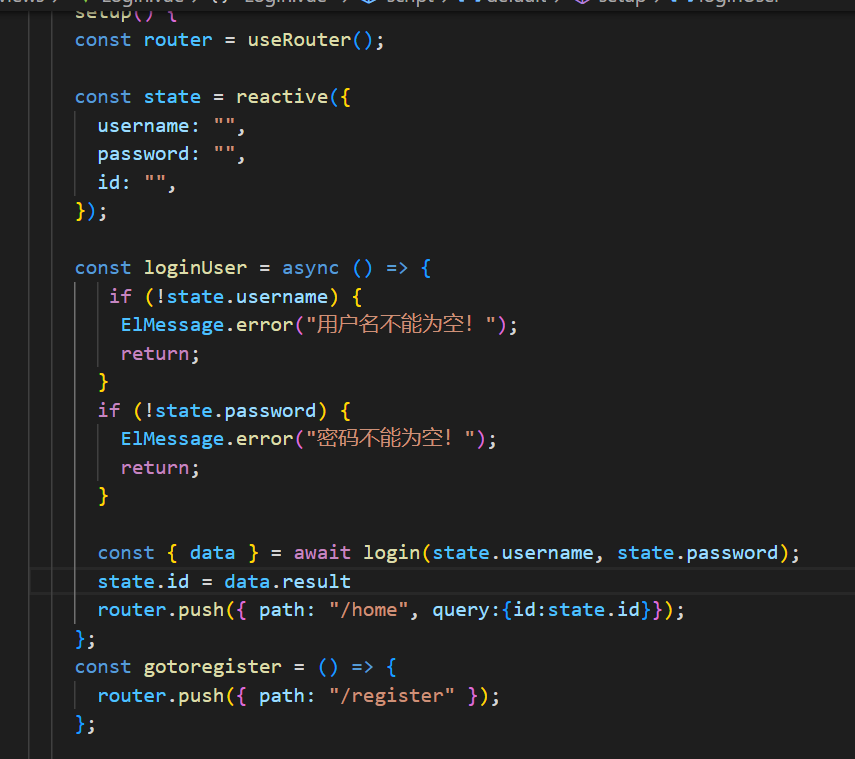 setup() {
const router = useRouter();
const state = reactive({
username: "",
password: "",
id: "",
});
const loginUser = async () => {
if (!state.username) {
ElMessage.error("用户名不能为空! ");
return;
}
if (!state.password) {
ElMessage.error("密码不能为空! ");
return;
}
const { data } = await login(state.username, state.password);
state.id = data.result
router.push({ path: "/home", query:{id:state.id}});
};
const gotoregister = () => {
router.push({ path: "/register" });
};